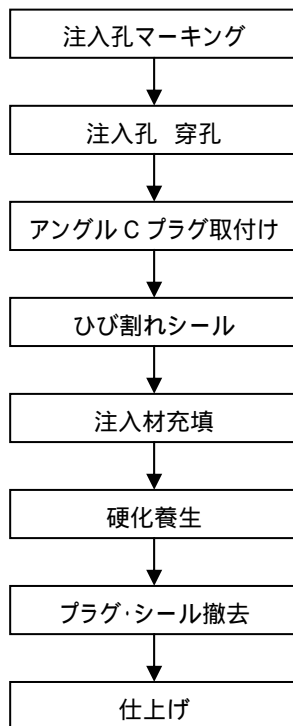 注入孔マーキング
注入孔 穿孔
アングル C プラグ取付け
ひび割れシール
注入材充填
硬化養生
プラグ・シール撤去
仕上げ